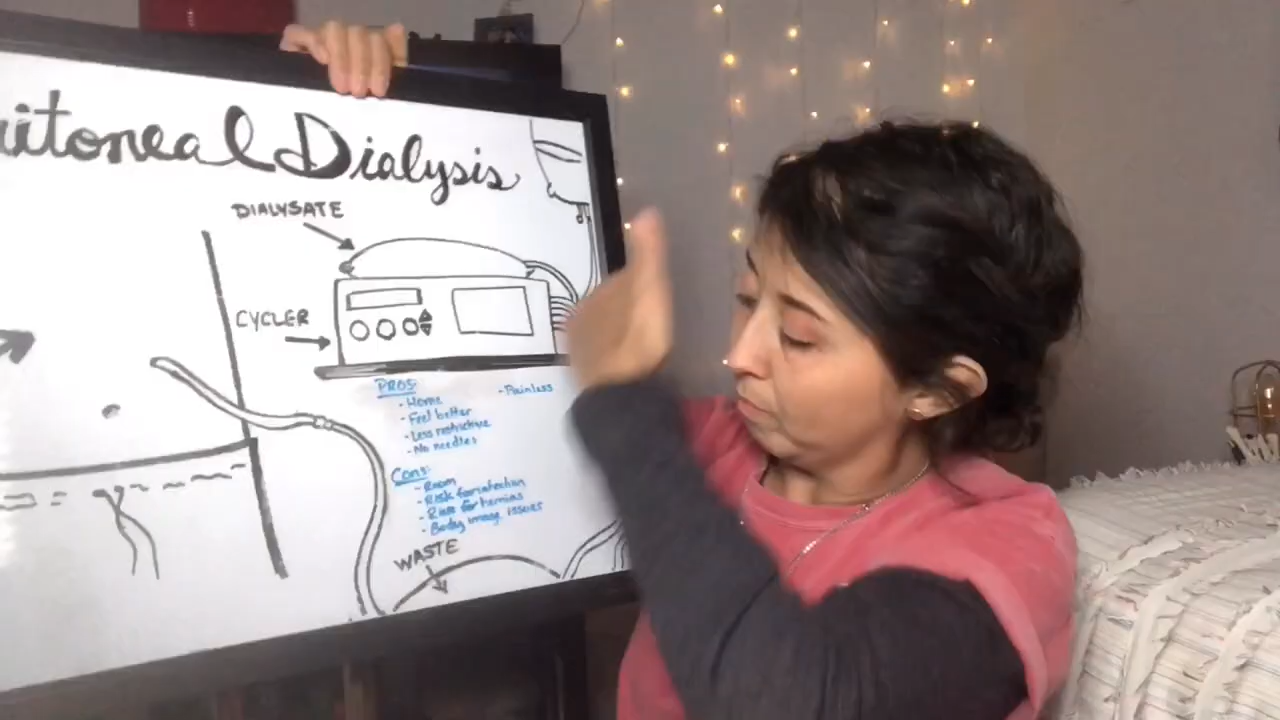 itoneal Dialysis
DIALYSATE
CYCLER
PROS:
- Home
- Feel better
- Less restrictive
- No needles
- Painless
Cons:
- Room
- Risk for infection
- Risk for hernias
- Body image issues
WASTE